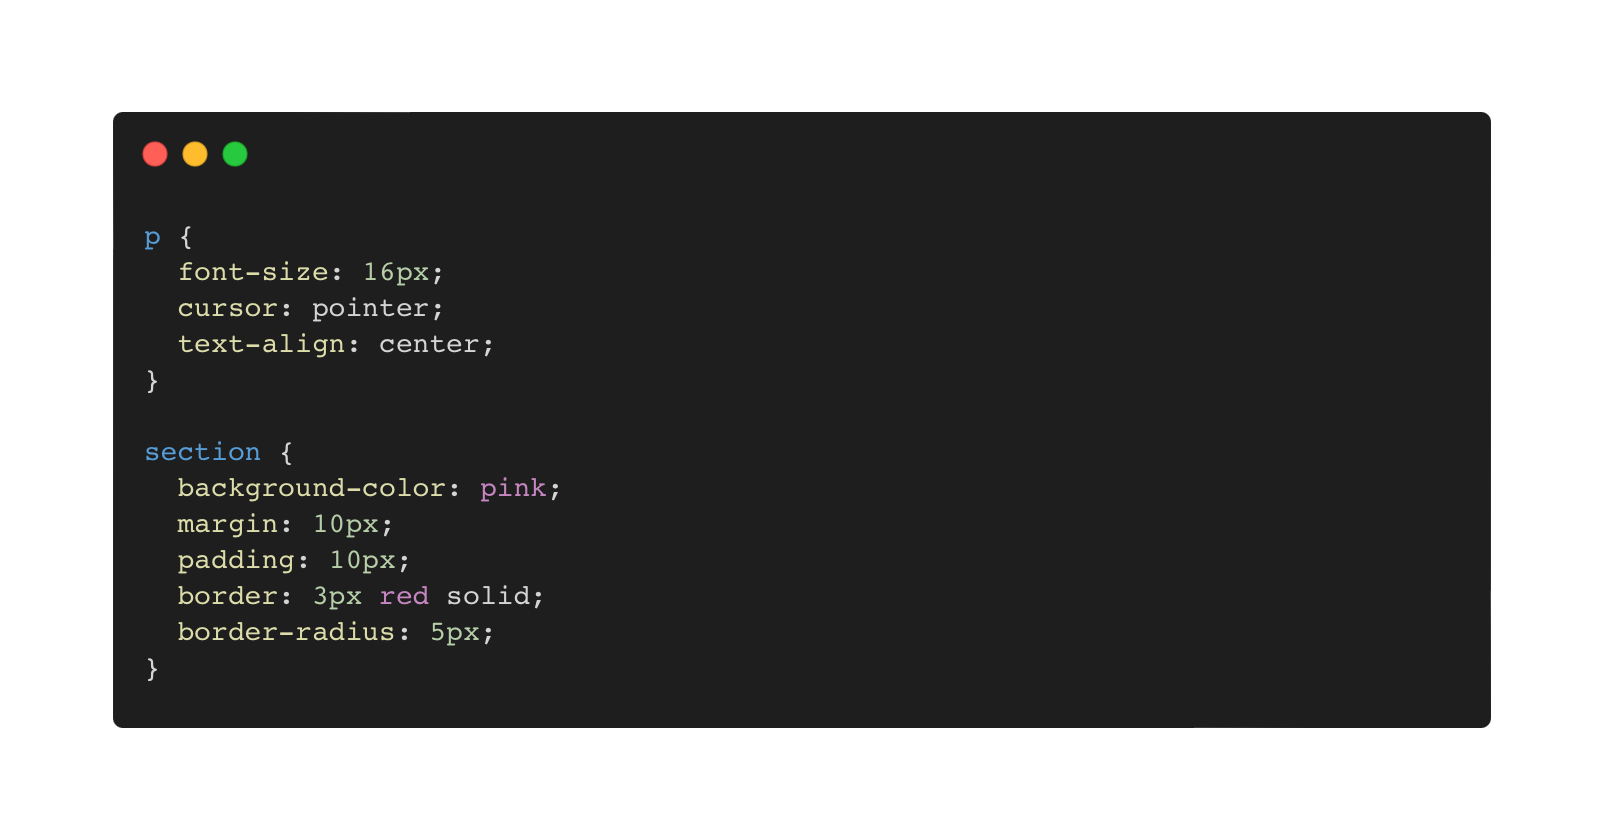 p {
  font-size: 16px;
  cursor: pointer;
  text-align: center;
}

section {
  background-color: pink;
  margin: 10px;
  padding: 10px;
  border: 3px red solid;
  border-radius: 5px;
}